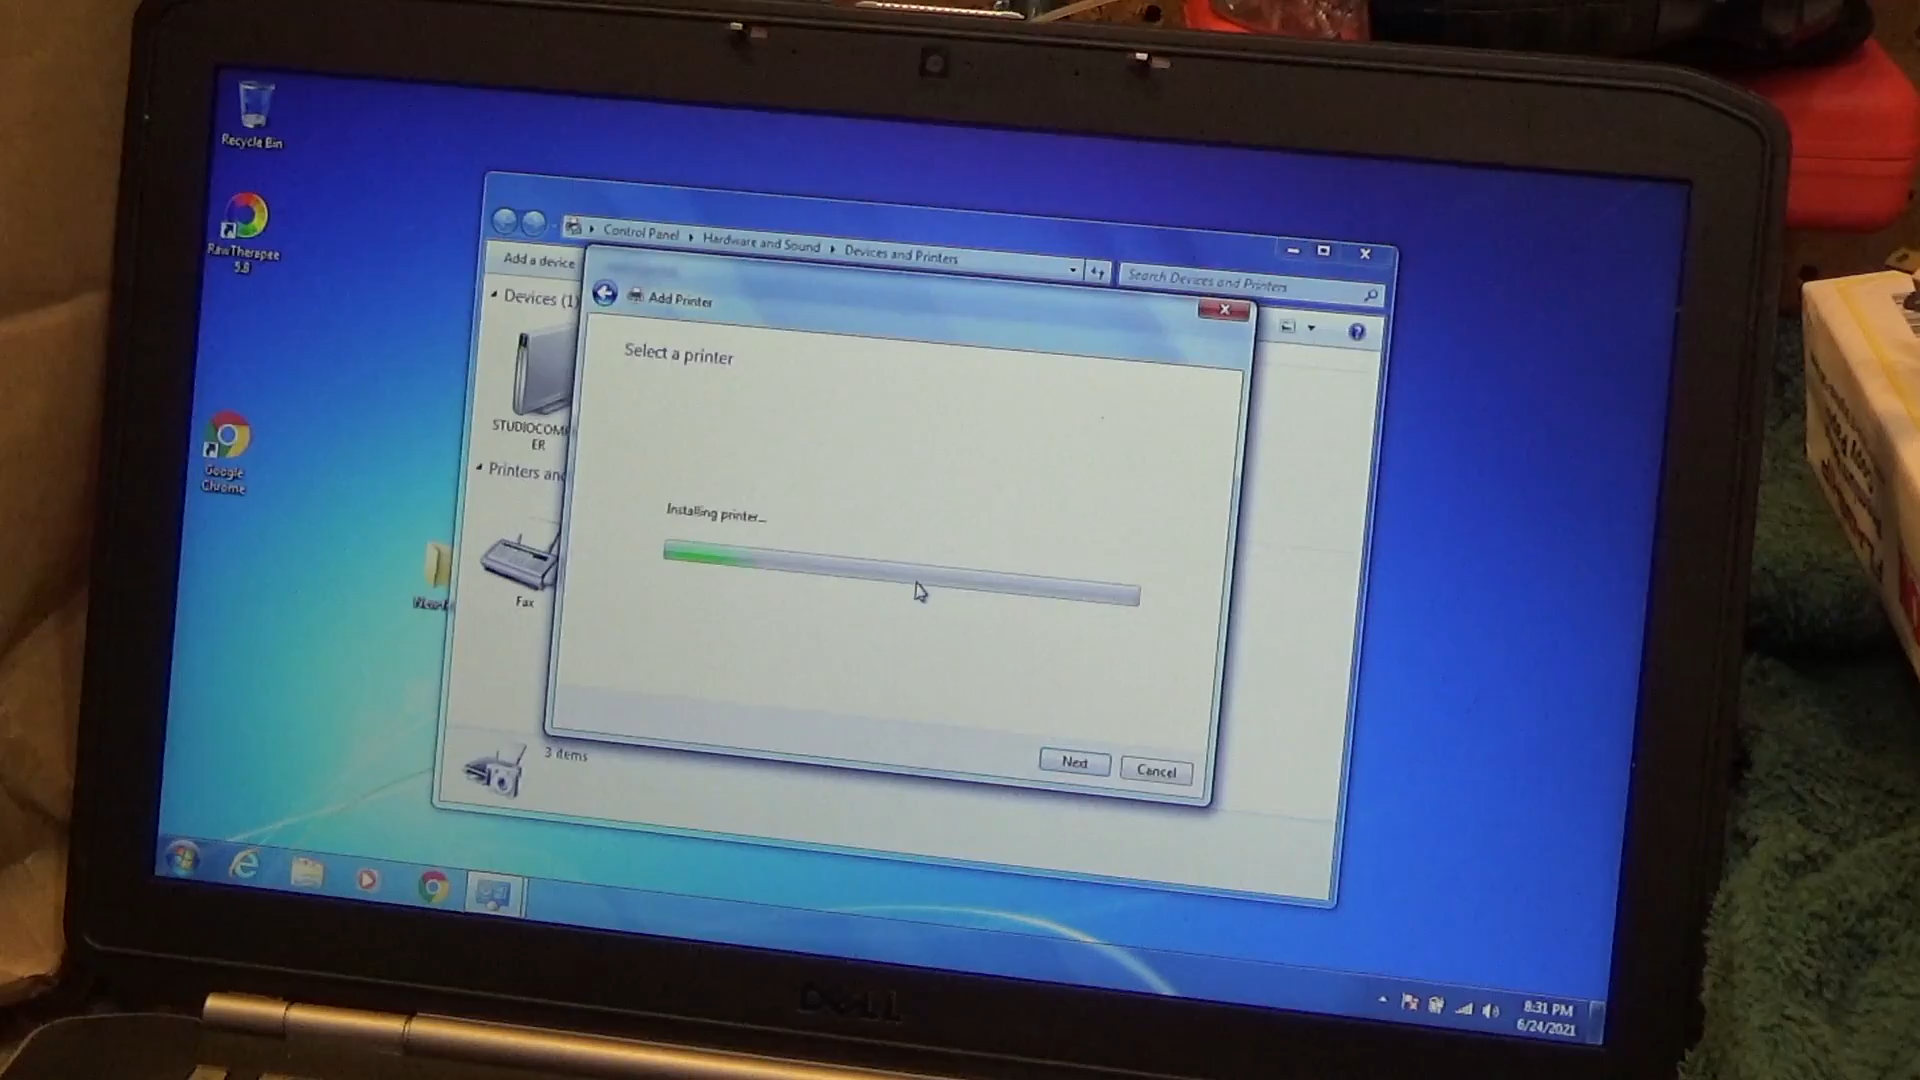 Recycle Bin
RawTherapee
5.8
Google
Chrome
Control Panel
Hardware and Sound
Devices and Printers
Search Devices and Printers
Add a device
Devices (1)
STUDIOCOMP
ER
Printers and
Fax
3 items
Add Printer
Select a printer
Installing printer...
Next
Cancel
DELL
8:31 PM
6/24/2021